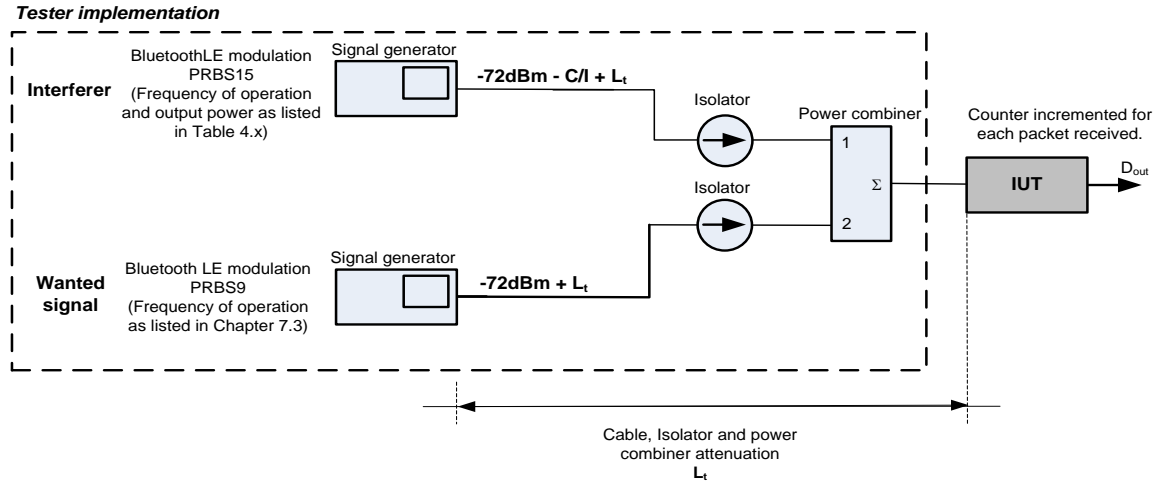 Tester implementation
Interferer
BluetoothLE modulation
PRBS15
(Frequency of operation
and output power as listed
in Table 4.x)
Signal generator
-72dBm - C/I + Lt
Isolator
Power combiner
1
Σ
2
Counter incremented for
each packet received.
IUT
Dout
Isolator
Wanted
signal
Bluetooth LE modulation
PRBS9
(Frequency of operation
as listed in Chapter 7.3)
Signal generator
-72dBm + Lt
Cable, Isolator and power
combiner attenuation
Lt